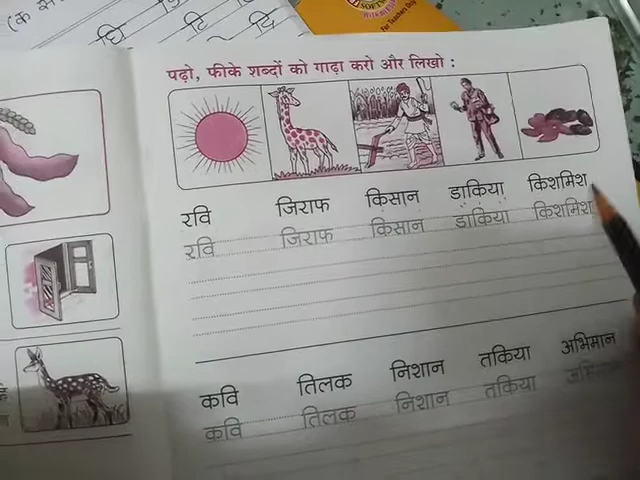 पढ़ो, फीके शब्दों को गाढ़ा करो और लिखो :
रवि जिराफ किसान डाकिया किशमिश
रवि जिराफ किसान डाकिया किशमिश
कवि तिलक निशान तकिया अभिमान
कवि तिलक निशान तकिया